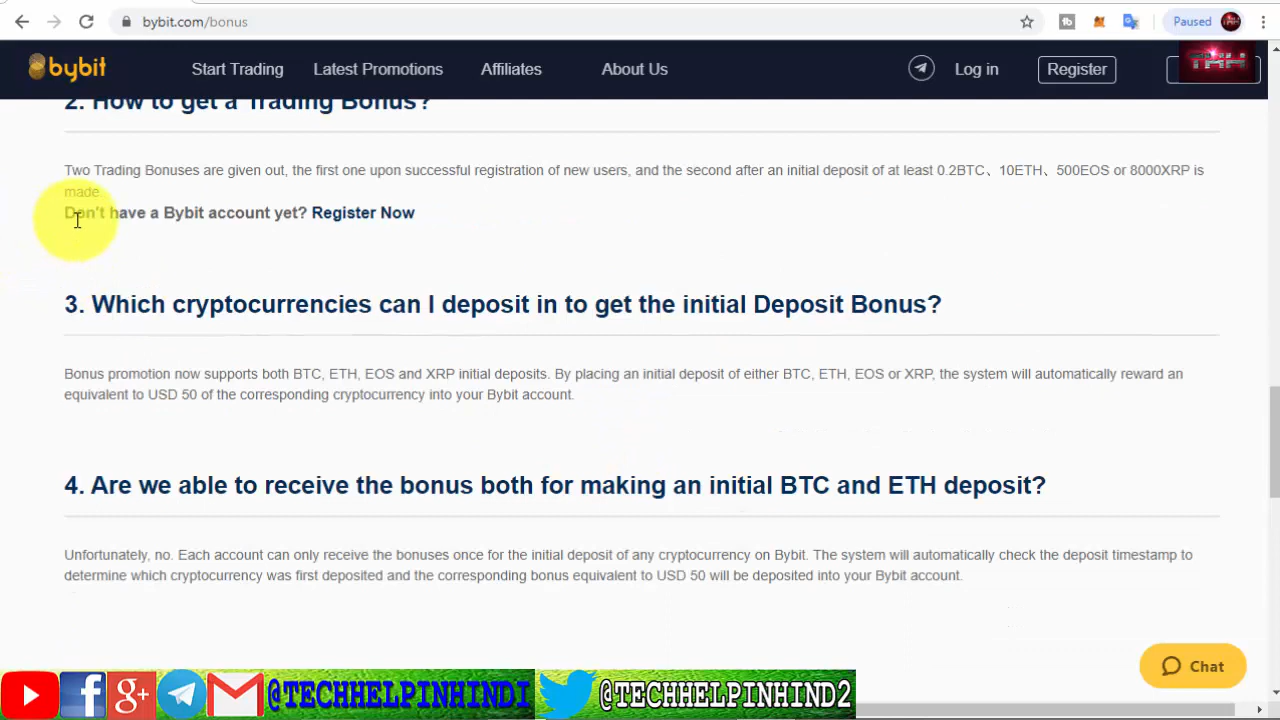 bybit.com/bonus
Paused
bybit
Start Trading
Latest Promotions
Affiliates
About Us
Log in
Register
2. How to get a Trading Bonus?
Two Trading Bonuses are given out, the first one upon successful registration of new users, and the second after an initial deposit of at least 0.2BTC、10ETH、500EOS or 8000XRP is
made.
Don't have a Bybit account yet? Register Now
3. Which cryptocurrencies can I deposit in to get the initial Deposit Bonus?
Bonus promotion now supports both BTC, ETH, EOS and XRP initial deposits. By placing an initial deposit of either BTC, ETH, EOS or XRP, the system will automatically reward an
equivalent to USD 50 of the corresponding cryptocurrency into your Bybit account.
4. Are we able to receive the bonus both for making an initial BTC and ETH deposit?
Unfortunately, no. Each account can only receive the bonuses once for the initial deposit of any cryptocurrency on Bybit. The system will automatically check the deposit timestamp to
determine which cryptocurrency was first deposited and the corresponding bonus equivalent to USD 50 will be deposited into your Bybit account.
Chat
@TECHHELPINHINDI
@TECHHELPINHIND2